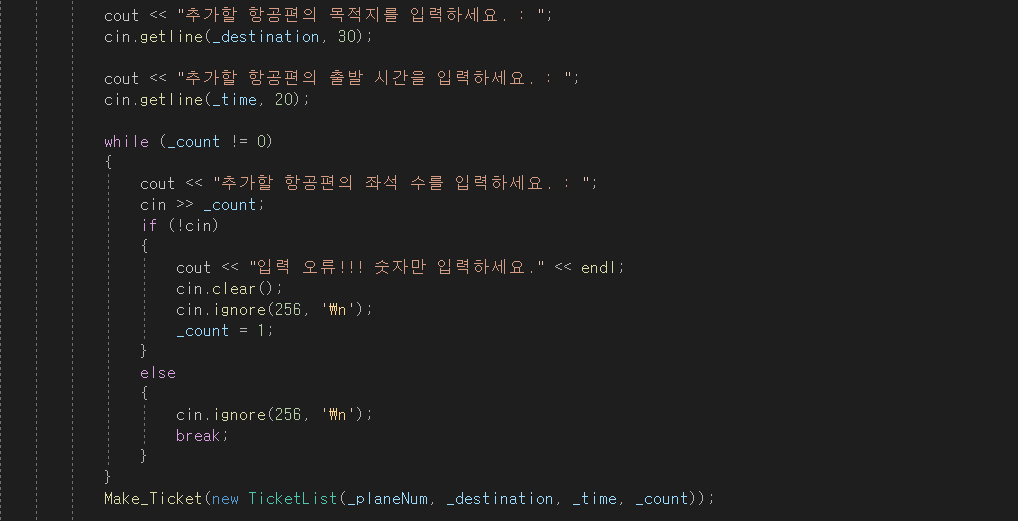 cout << "추가할 항공편의 목적지를 입력하세요. : ";
cin.getline(_destination, 30);
cout << "추가할 항공편의 출발 시간을 입력하세요. : ";
cin.getline(_time, 20);
while (_count != 0)
{
cout << "추가할 항공편의 좌석 수를 입력하세요. : ";
cin >> _count;
if (!cin)
{
cout << "입력 오류!!! 숫자만 입력하세요." << endl;
cin.clear();
cin.ignore(256, '₩n');
_count = 1;
}
else
{
cin.ignore(256, '₩n');
break;
}
}
Make_Ticket(new TicketList(_planeNum, _destination, _time, _count));